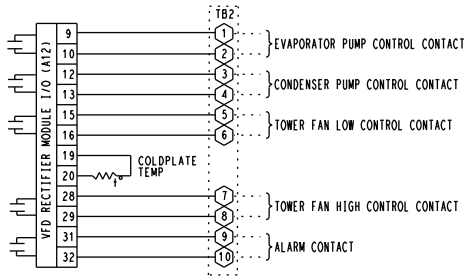 TB2
9 1
10 2
EVAPORATOR PUMP CONTROL CONTACT
12 3
13 4
CONDENSER PUMP CONTROL CONTACT
15 5
16 6
TOWER FAN LOW CONTROL CONTACT
19
20 t°
COLDPLATE
TEMP
28 7
29 8
TOWER FAN HIGH CONTROL CONTACT
31 9
32 10
ALARM CONTACT
VFD RECTIFIER MODULE I/O (A12)